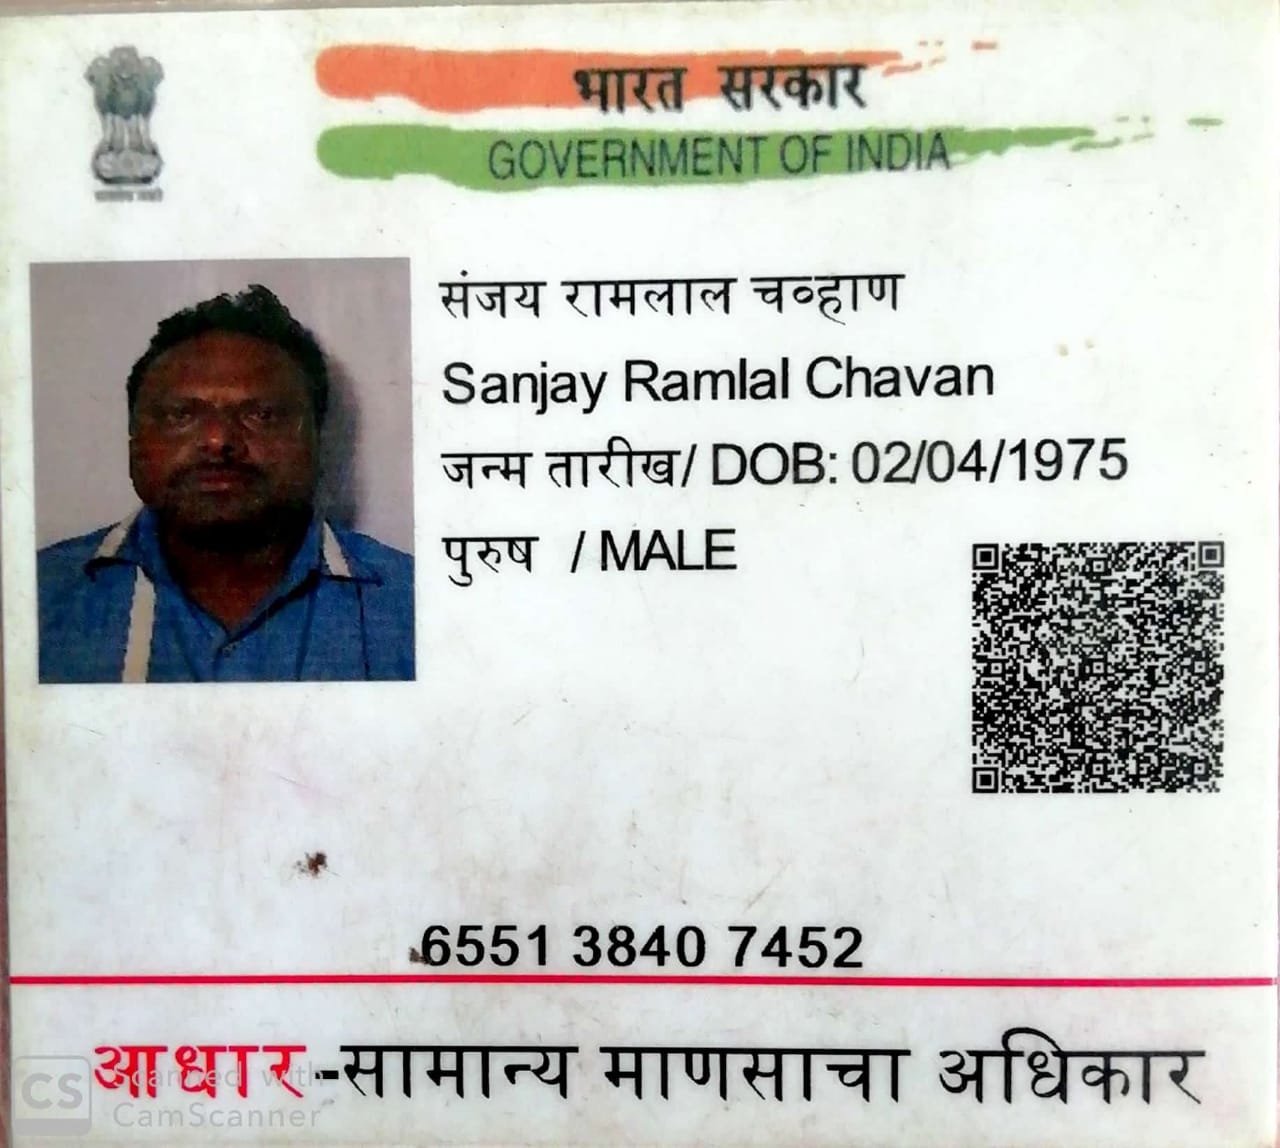 भारत सरकार
GOVERNMENT OF INDIA
संजय रामलाल चव्हाण
Sanjay Ramlal Chavan
जन्म तारीख/ DOB: 02/04/1975
पुरुष / MALE
6551 3840 7452
आधार-सामान्य माणसाचा अधिकार
CS Scanned with
CamScanner